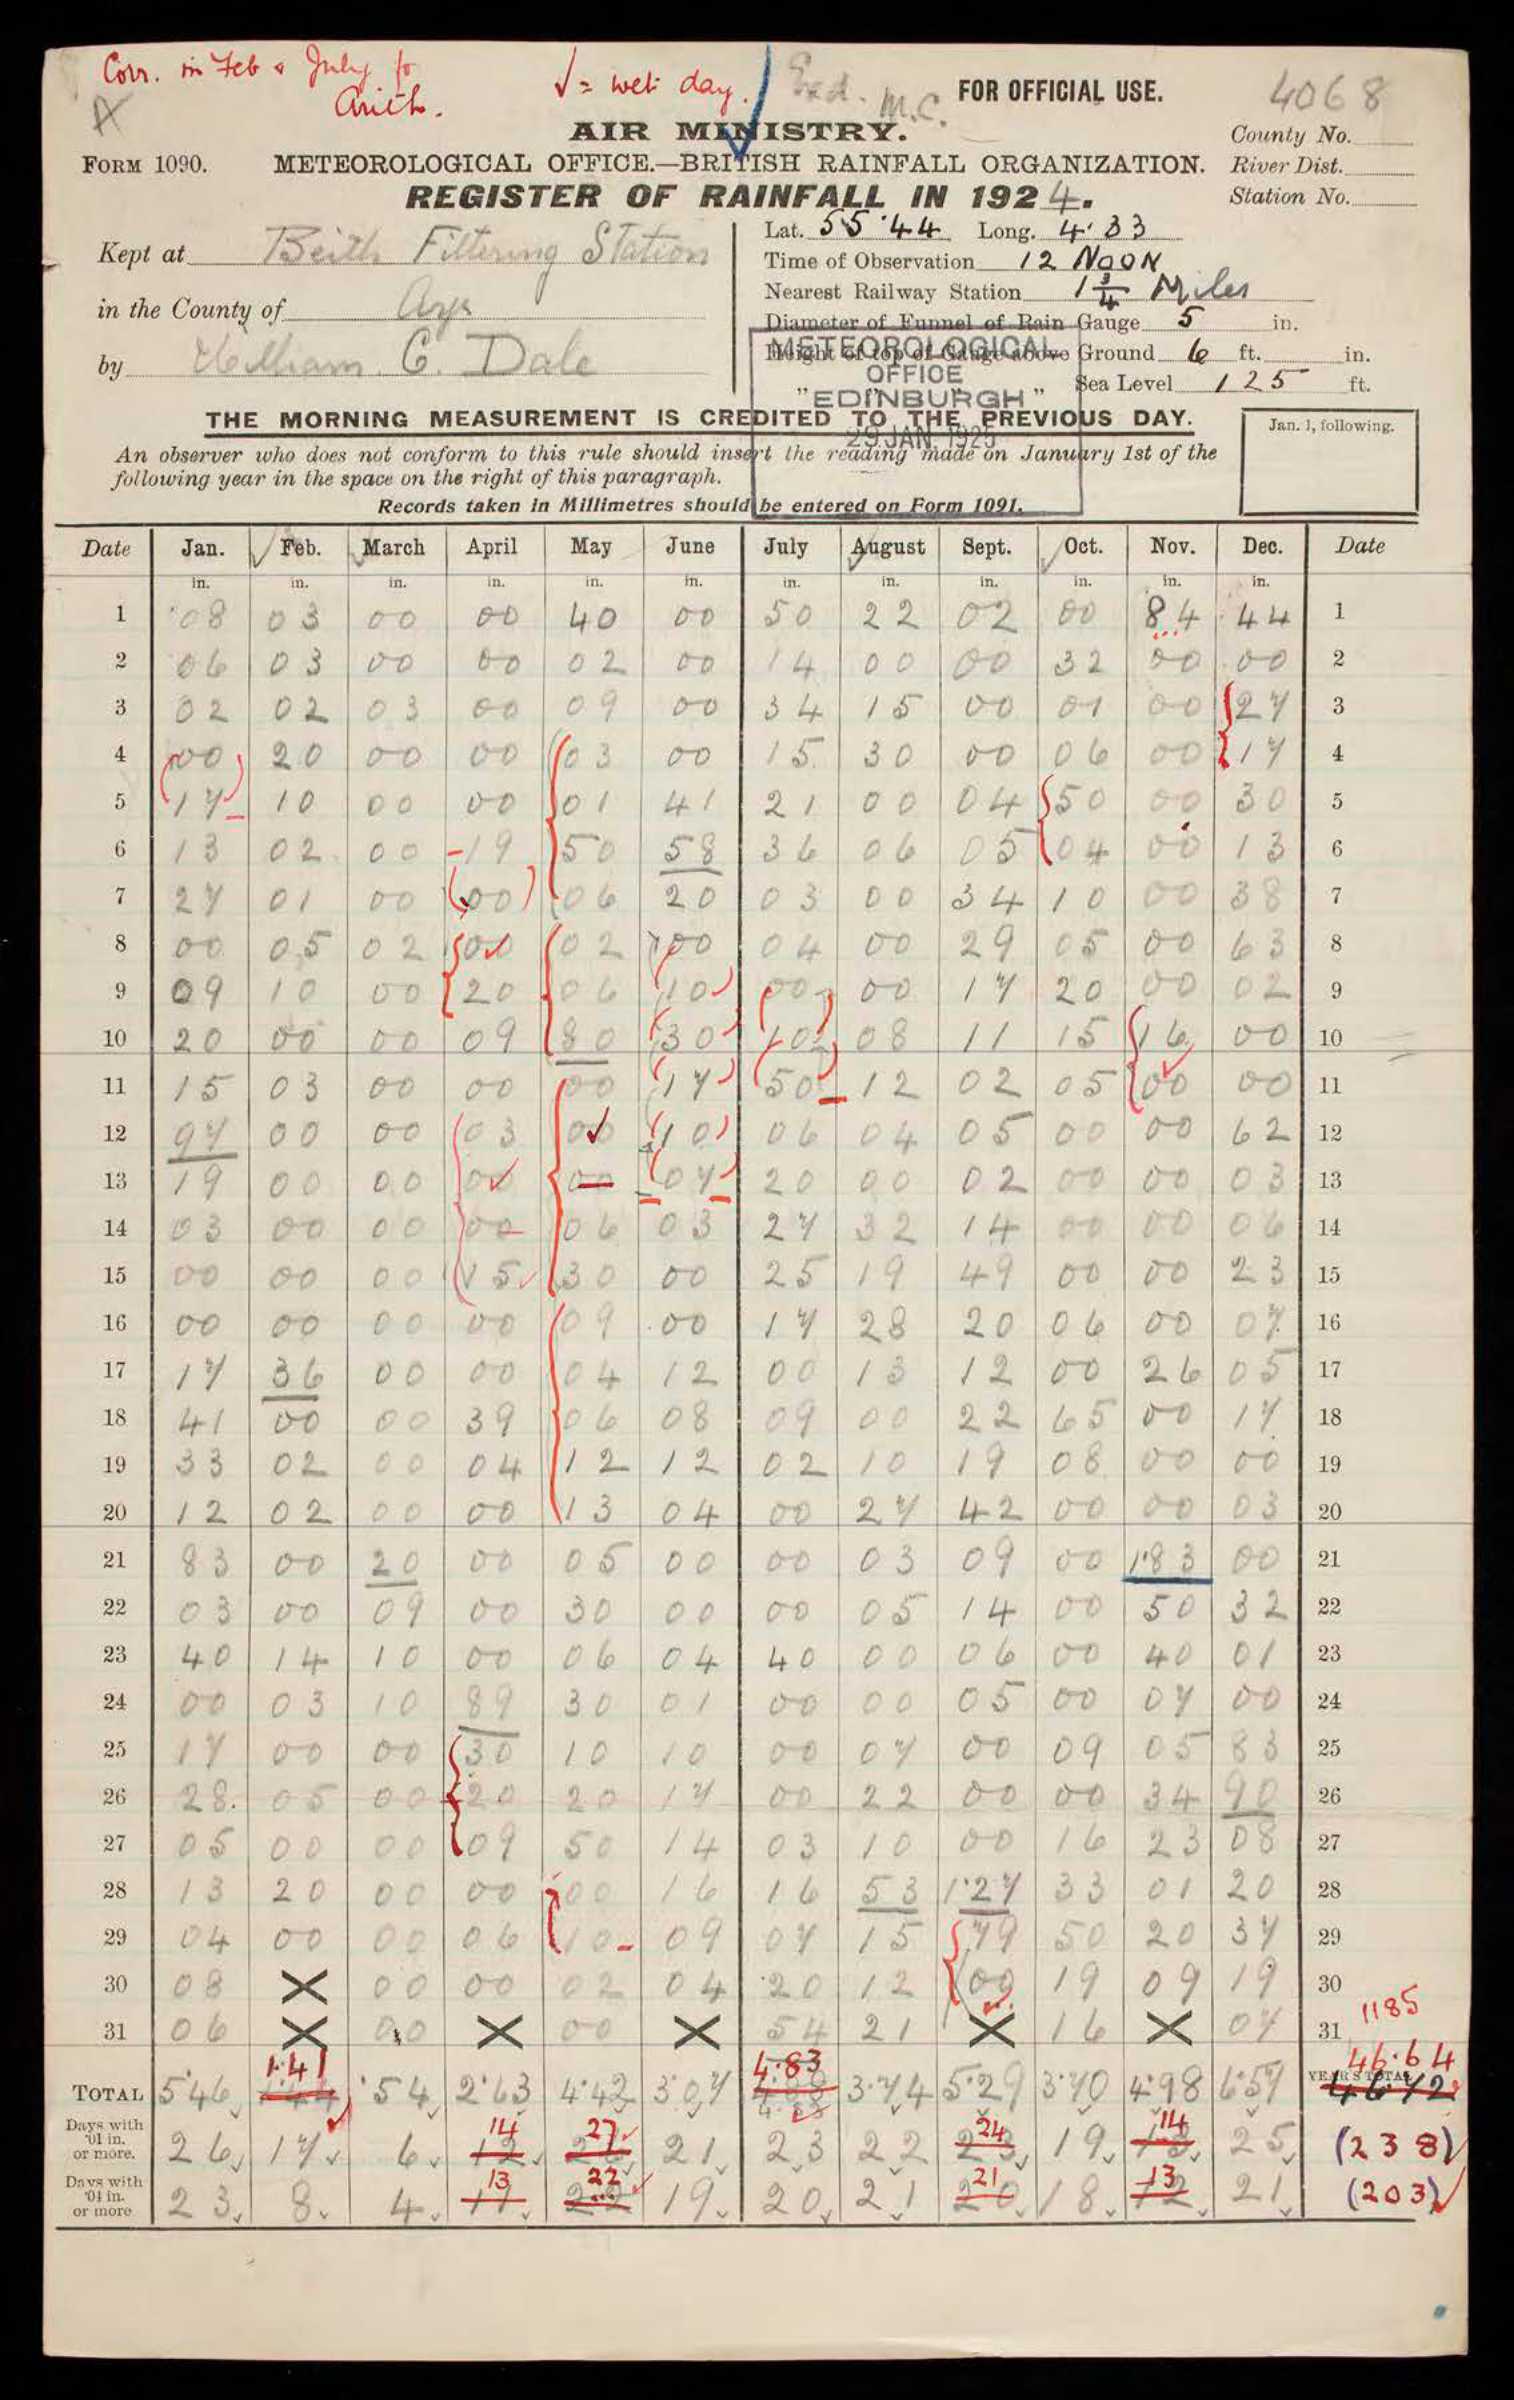 Corr. in Feb & July fo
Arith.
√ = wet day.
Exd. M.C.
FOR OFFICIAL USE.
4068
AIR MINISTRY.
County No.
FORM 1090.
METEOROLOGICAL OFFICE.—BRITISH RAINFALL ORGANIZATION.
River Dist.
REGISTER OF RAINFALL IN 1924.
Station No.
Kept at Beith Filtering Station
in the County of Ayr
by William C. Dale
Lat. 55.44 Long. 4.33
Time of Observation 12 NOON
Nearest Railway Station 1 3/4 Miles
Diameter of Funnel of Rain Gauge 5 in.
Height of top of Gauge above Ground 6 ft. in.
" " Sea Level 125 ft.
METEOROLOGICAL
OFFICE
EDINBURGH
29 JAN. 1925
THE MORNING MEASUREMENT IS CREDITED TO THE PREVIOUS DAY.
Jan. 1, following.
An observer who does not conform to this rule should insert the reading made on January 1st of the
following year in the space on the right of this paragraph.
Records taken in Millimetres should be entered on Form 1091.
Date Jan. Feb. March April May June July August Sept. Oct. Nov. Dec. Date
in. in. in. in. in. in. in. in. in. in. in. in.
1 08 03 00 00 40 00 50 22 02 00 84 44 1
2 06 03 00 00 02 00 14 00 00 32 00 00 2
3 02 02 03 00 09 00 34 15 00 01 00 27 3
4 00 20 00 00 03 00 15 30 00 06 00 17 4
5 17 10 00 00 01 41 21 00 04 50 00 30 5
6 13 02 00 19 50 58 36 06 05 04 00 13 6
7 27 01 00 00 06 20 03 00 34 10 00 38 7
8 00 05 02 00 02 00 04 00 29 05 00 63 8
9 09 10 00 20 06 10 00 00 17 20 00 02 9
10 20 00 00 09 80 30 10 08 11 15 16 00 10
11 15 03 00 00 00 17 50 12 02 05 00 00 11
12 97 00 00 03 00 10 06 04 05 00 00 62 12
13 19 00 00 00 00 07 20 00 02 00 00 03 13
14 03 00 00 00 06 03 27 32 14 00 00 06 14
15 00 00 00 15 30 00 25 19 49 00 00 23 15
16 00 00 00 00 09 00 17 28 20 06 00 07 16
17 17 36 00 00 04 12 00 13 12 00 26 05 17
18 41 00 00 39 06 08 09 00 22 65 00 17 18
19 33 02 00 04 12 12 02 10 19 08 00 00 19
20 12 02 00 00 13 04 00 27 42 00 00 03 20
21 83 00 20 00 05 00 00 03 09 00 1.83 00 21
22 03 00 09 00 30 00 00 05 14 00 50 32 22
23 40 14 10 00 06 04 40 00 06 00 40 01 23
24 00 03 10 89 30 01 00 00 05 00 07 00 24
25 17 00 00 30 10 10 00 07 00 09 05 83 25
26 28 05 00 20 20 17 00 22 00 00 34 90 26
27 05 00 00 09 50 14 03 10 00 16 23 08 27
28 13 20 00 00 00 16 16 53 1.27 33 01 20 28
29 04 00 00 06 10 09 07 15 79 50 20 37 29
30 08 X 00 00 02 04 20 12 00 19 09 19 30
31 06 X 00 X 00 X 54 21 X 16 X 07 31
1185
1.41 4.83 46.64
TOTAL 5.46 1.44 .54 2.63 4.42 3.07 3.74 5.29 3.70 4.98 6.57 YEAR'S TOTAL 46.72
14 27 24 14
Days with .01 in. or more. 26 17 6 12 21 23 22 23 19 13 25 (238)
13 22 21 13
Days with .04 in. or more 23 8 4 11 22 19 20 21 20 18 12 21 (203)